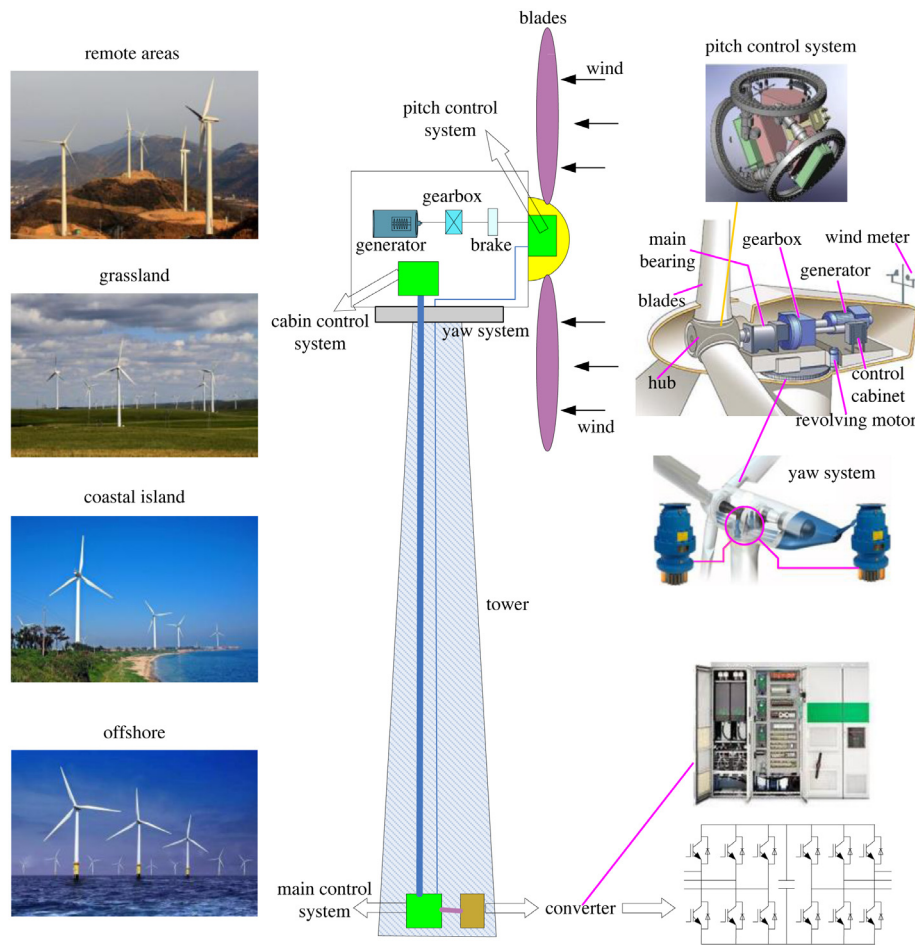 remote areas
grassland
coastal island
offshore
blades
wind
pitch control
system
gearbox
generator
brake
cabin control
system
yaw system
wind
tower
main control
system
converter
pitch control system
main
bearing
gearbox
wind meter
generator
blades
hub
control
cabinet
revolving motor
yaw system